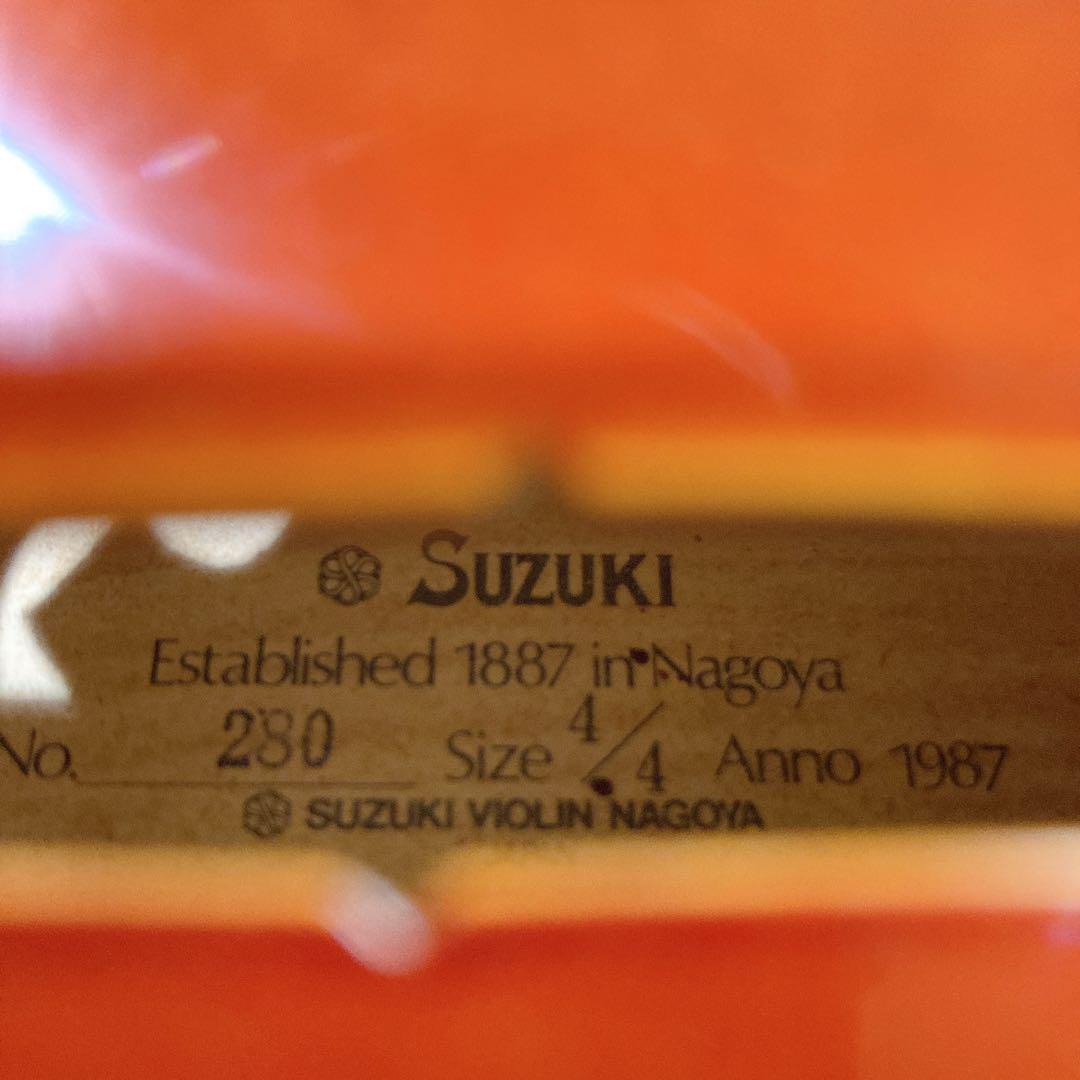 SUZUKI
Established 1887 in Nagoya
No. 280 Size 4/4 Anno 1987
SUZUKI VIOLIN NAGOYA